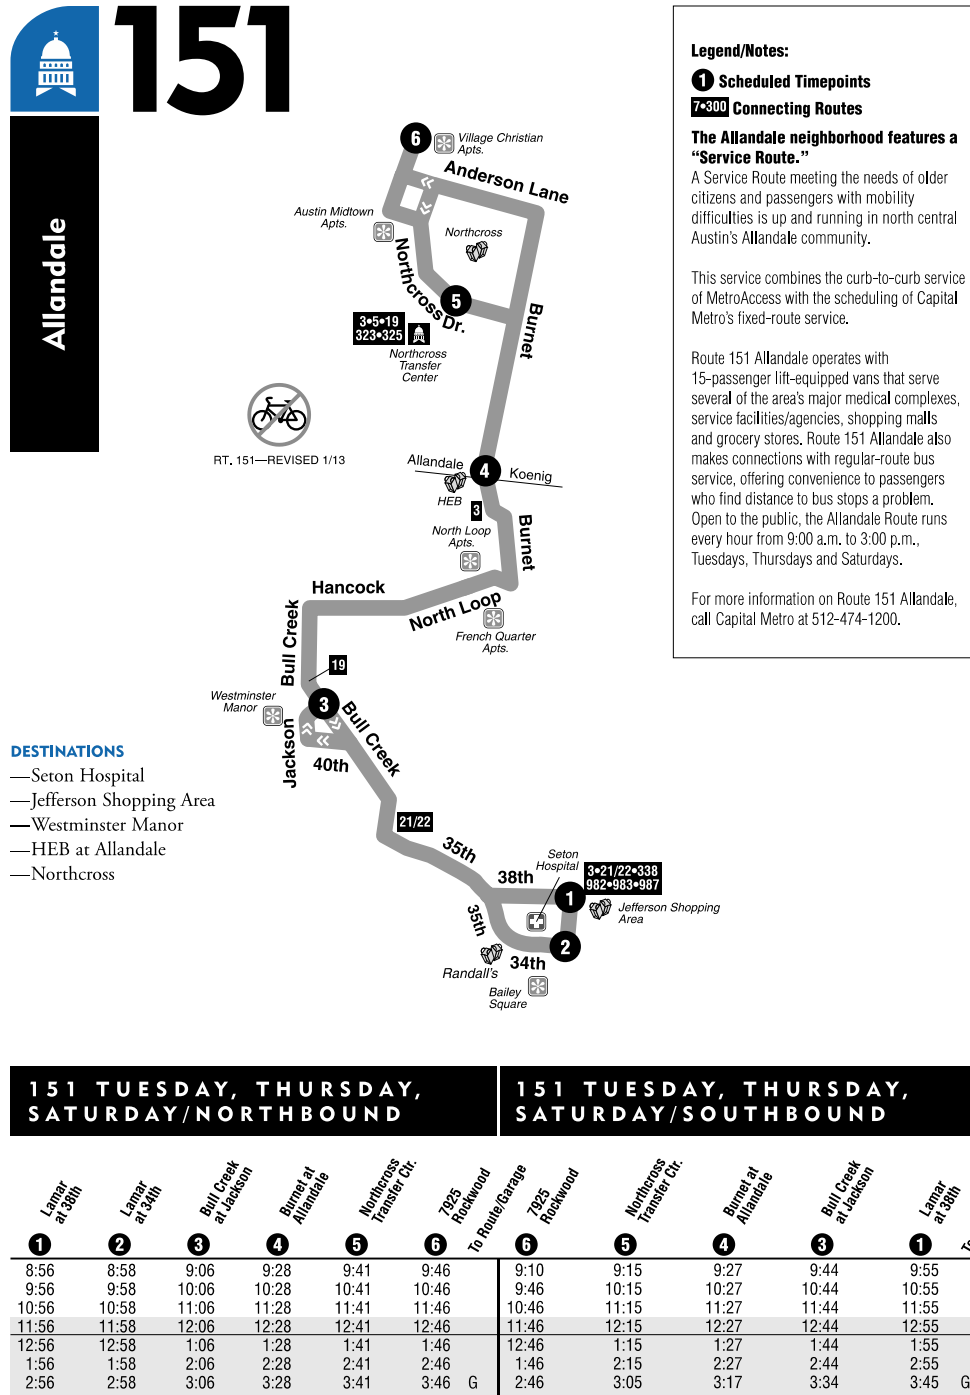 151
Allandale
Legend/Notes:
1 Scheduled Timepoints
7•300 Connecting Routes
The Allandale neighborhood features a
“Service Route.”
A Service Route meeting the needs of older
citizens and passengers with mobility
difficulties is up and running in north central
Austin’s Allandale community.
This service combines the curb-to-curb service
of MetroAccess with the scheduling of Capital
Metro’s fixed-route service.
Route 151 Allandale operates with
15-passenger lift-equipped vans that serve
several of the area’s major medical complexes,
service facilities/agencies, shopping malls
and grocery stores. Route 151 Allandale also
makes connections with regular-route bus
service, offering convenience to passengers
who find distance to bus stops a problem.
Open to the public, the Allandale Route runs
every hour from 9:00 a.m. to 3:00 p.m.,
Tuesdays, Thursdays and Saturdays.
For more information on Route 151 Allandale,
call Capital Metro at 512-474-1200.
6
Village Christian
Apts.
Anderson Lane
Austin Midtown
Apts.
Northcross
Northcross Dr.
5
Burnet
3•5•19
323•325
Northcross
Transfer
Center
RT. 151—REVISED 1/13
Allandale
4
Koenig
HEB
3
North Loop
Apts.
Burnet
Hancock
North Loop
French Quarter
Apts.
Bull Creek
19
Westminster
Manor
3
Bull Creek
Jackson
40th
DESTINATIONS
—Seton Hospital
—Jefferson Shopping Area
—Westminster Manor
—HEB at Allandale
—Northcross
21/22
35th
Seton
Hospital
38th
3•21/22•338
982•983•987
1
Jefferson Shopping
Area
35th
2
34th
Randall's
Bailey
Square
151 TUESDAY, THURSDAY,
SATURDAY/NORTHBOUND
Lamar
at 38th
Lamar
at 34th
Bull Creek
at Jackson
Burnet at
Allandale
Northcross
Transfer Ctr.
7925
Rockwood
To Route/Garage
1 2 3 4 5 6
8:56 8:58 9:06 9:28 9:41 9:46
9:56 9:58 10:06 10:28 10:41 10:46
10:56 10:58 11:06 11:28 11:41 11:46
11:56 11:58 12:06 12:28 12:41 12:46
12:56 12:58 1:06 1:28 1:41 1:46
1:56 1:58 2:06 2:28 2:41 2:46
2:56 2:58 3:06 3:28 3:41 3:46 G
151 TUESDAY, THURSDAY,
SATURDAY/SOUTHBOUND
7925
Rockwood
Northcross
Transfer Ctr.
Burnet at
Allandale
Bull Creek
at Jackson
Lamar
at 38th
6 5 4 3 1
9:10 9:15 9:27 9:44 9:55
9:46 10:15 10:27 10:44 10:55
10:46 11:15 11:27 11:44 11:55
11:46 12:15 12:27 12:44 12:55
12:46 1:15 1:27 1:44 1:55
1:46 2:15 2:27 2:44 2:55
2:46 3:05 3:17 3:34 3:45 G